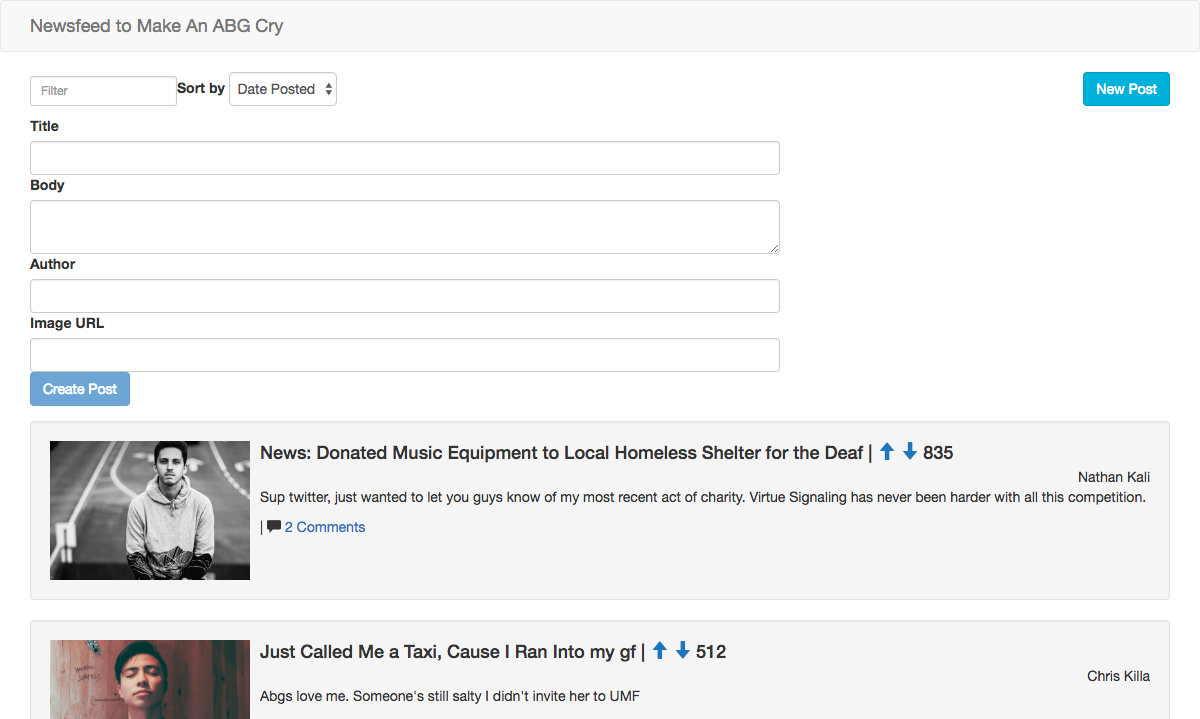 Newsfeed to Make An ABG Cry
Filter Sort by Date Posted New Post
Title
Body
Author
Image URL
Create Post
News: Donated Music Equipment to Local Homeless Shelter for the Deaf | 835
Nathan Kali
Sup twitter, just wanted to let you guys know of my most recent act of charity. Virtue Signaling has never been harder with all this competition.
| 2 Comments
Just Called Me a Taxi, Cause I Ran Into my gf | 512
Chris Killa
Abgs love me. Someone's still salty I didn't invite her to UMF